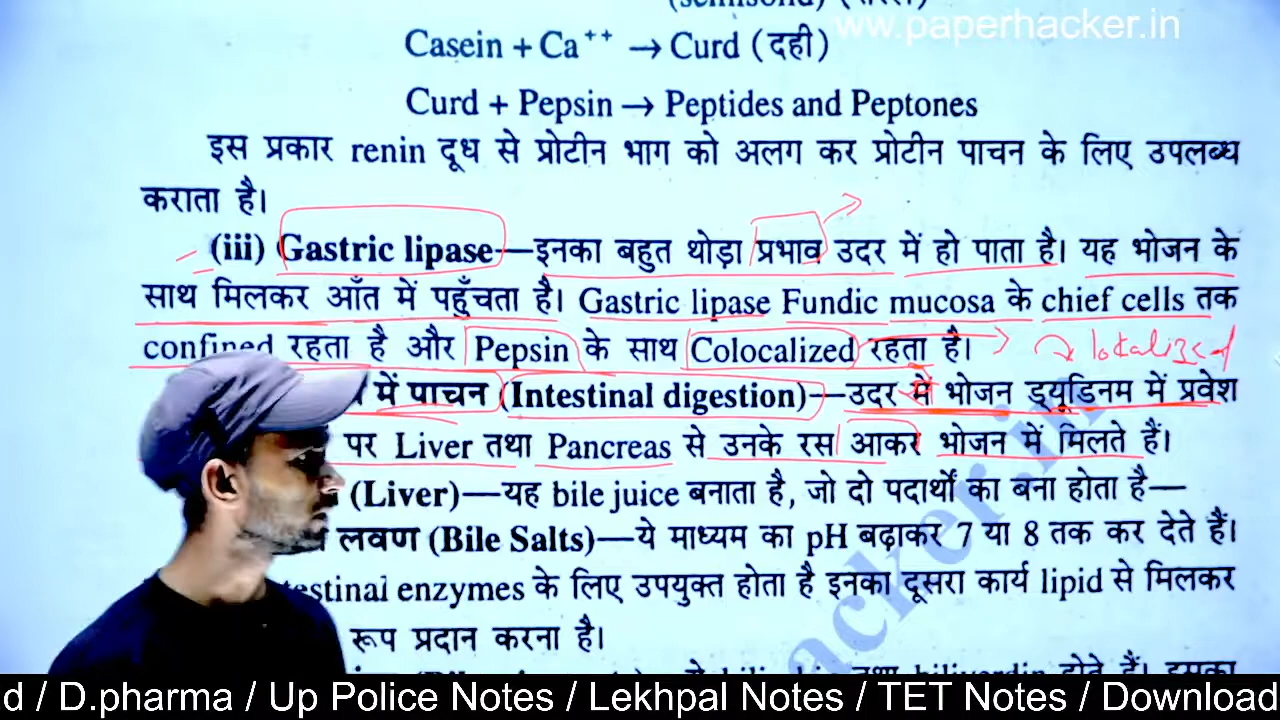 www.paperhacker.in
Casein + Ca⁺⁺ → Curd (दही)
Curd + Pepsin → Peptides and Peptones
इस प्रकार renin दूध से प्रोटीन भाग को अलग कर प्रोटीन पाचन के लिए उपलब्ध
कराता है।
(iii) Gastric lipase—इनका बहुत थोड़ा प्रभाव उदर में हो पाता है। यह भोजन के
साथ मिलकर आँत में पहुँचता है। Gastric lipase Fundic mucosa के chief cells तक
confined रहता है और Pepsin के साथ Colocalized रहता है।
में पाचन (Intestinal digestion)—उदर में भोजन ड्यूडिनम में प्रवेश
पर Liver तथा Pancreas से उनके रस आकर भोजन में मिलते हैं।
(Liver)—यह bile juice बनाता है, जो दो पदार्थों का बना होता है—
लवण (Bile Salts)—ये माध्यम का pH बढ़ाकर 7 या 8 तक कर देते हैं।
estinal enzymes के लिए उपयुक्त होता है इनका दूसरा कार्य lipid से मिलकर
रूप प्रदान करना है।
d / D.pharma / Up Police Notes / Lekhpal Notes / TET Notes / Download